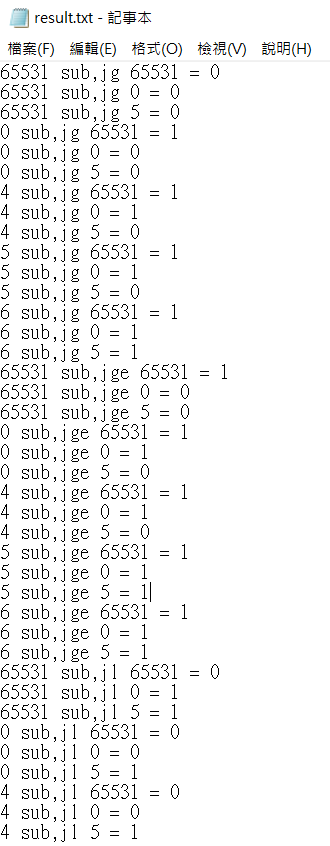 result.txt - 記事本
檔案(F) 編輯(E) 格式(O) 檢視(V) 說明(H)
65531 sub,jg 65531 = 0
65531 sub,jg 0 = 0
65531 sub,jg 5 = 0
0 sub,jg 65531 = 1
0 sub,jg 0 = 0
0 sub,jg 5 = 0
4 sub,jg 65531 = 1
4 sub,jg 0 = 1
4 sub,jg 5 = 0
5 sub,jg 65531 = 1
5 sub,jg 0 = 1
5 sub,jg 5 = 0
6 sub,jg 65531 = 1
6 sub,jg 0 = 1
6 sub,jg 5 = 1
65531 sub,jge 65531 = 1
65531 sub,jge 0 = 0
65531 sub,jge 5 = 0
0 sub,jge 65531 = 1
0 sub,jge 0 = 1
0 sub,jge 5 = 0
4 sub,jge 65531 = 1
4 sub,jge 0 = 1
4 sub,jge 5 = 0
5 sub,jge 65531 = 1
5 sub,jge 0 = 1
5 sub,jge 5 = 1
6 sub,jge 65531 = 1
6 sub,jge 0 = 1
6 sub,jge 5 = 1
65531 sub,jl 65531 = 0
65531 sub,jl 0 = 1
65531 sub,jl 5 = 1
0 sub,jl 65531 = 0
0 sub,jl 0 = 0
0 sub,jl 5 = 1
4 sub,jl 65531 = 0
4 sub,jl 0 = 0
4 sub,jl 5 = 1